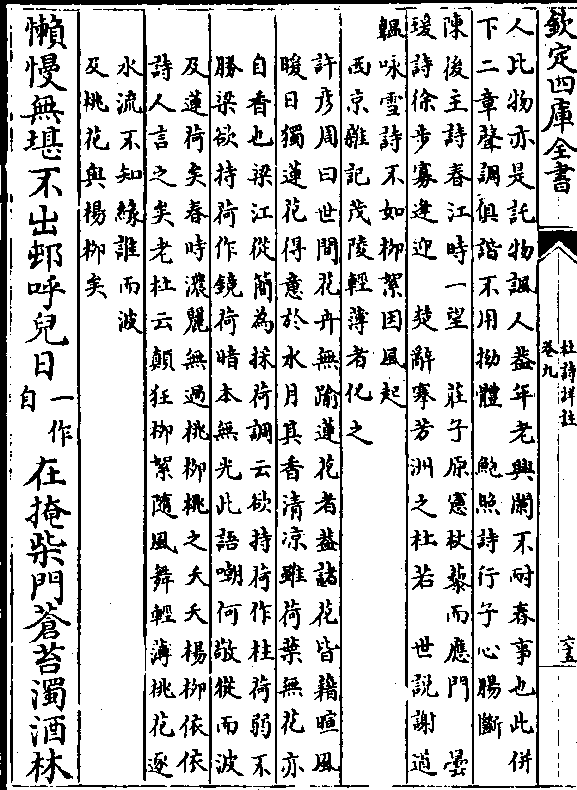 欽定四庫全書
杜詩詳註
卷九
人比物亦是託物諷人蓋年老興闌不耐春事也此併
下二章聲調俱諧不用拗體　鮑照詩行子心腸斷
陳後主詩春江時一望　莊子原憲杖藜而應門　曇
瑗詩徐步寡逢迎　楚辭搴芳洲之杜若　世說謝道
韞咏雪詩不如柳絮因風起
西京雜記茂陵輕薄者化之
許彦周曰世間花卉無踰蓮花者蓋諸花皆藉暄風
暖日獨蓮花得意於水月其香清凉雖荷葉無花亦
自香也梁江從簡為採荷調云欲持荷作柱荷弱不
勝梁欲持荷作鏡荷暗本無光此語嘲何敬從而波
及蓮荷矣春時濃麗無過桃柳桃之夭夭楊柳依依
詩人言之矣老杜云顛狂柳絮隨風舞輕薄桃花逐
水流不知緣誰而波
及桃花與楊柳矣
懶慢無堪不出邨呼兒日一作自在掩柴門蒼苔濁酒林